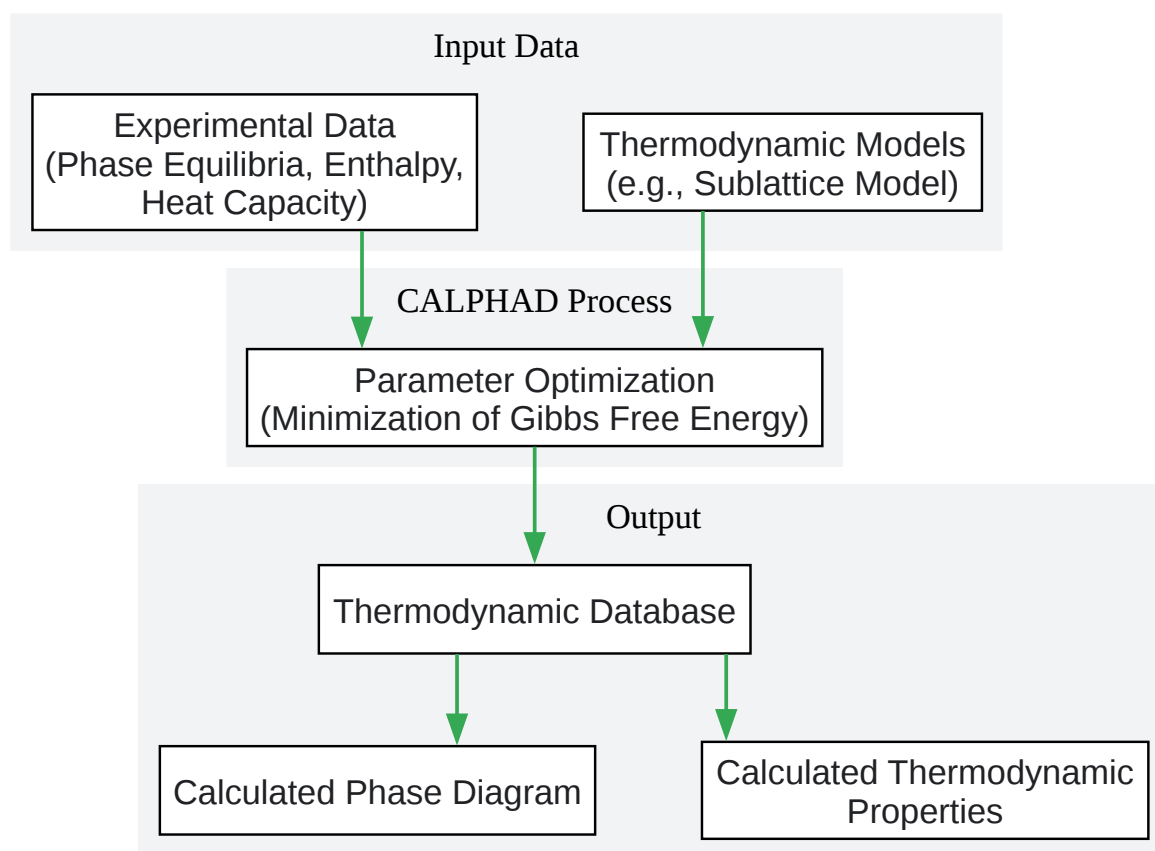 Input Data
Experimental Data
(Phase Equilibria, Enthalpy,
Heat Capacity)
Thermodynamic Models
(e.g., Sublattice Model)
CALPHAD Process
Parameter Optimization
(Minimization of Gibbs Free Energy)
Output
Thermodynamic Database
Calculated Phase Diagram
Calculated Thermodynamic
Properties